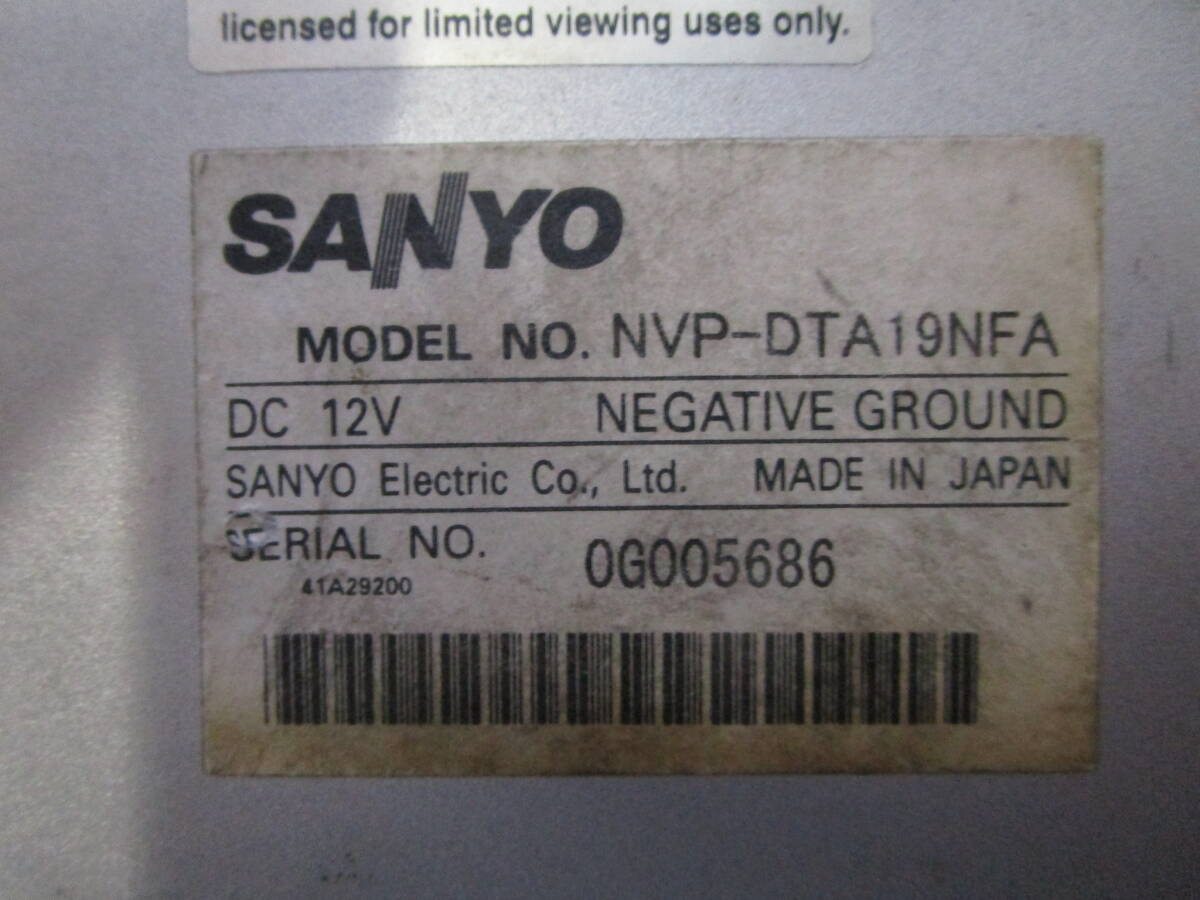 licensed for limited viewing uses only.
SANYO
MODEL NO. NVP-DTA19NFA
DC 12V NEGATIVE GROUND
SANYO Electric Co., Ltd. MADE IN JAPAN
SERIAL NO. 0G005686
41A29200